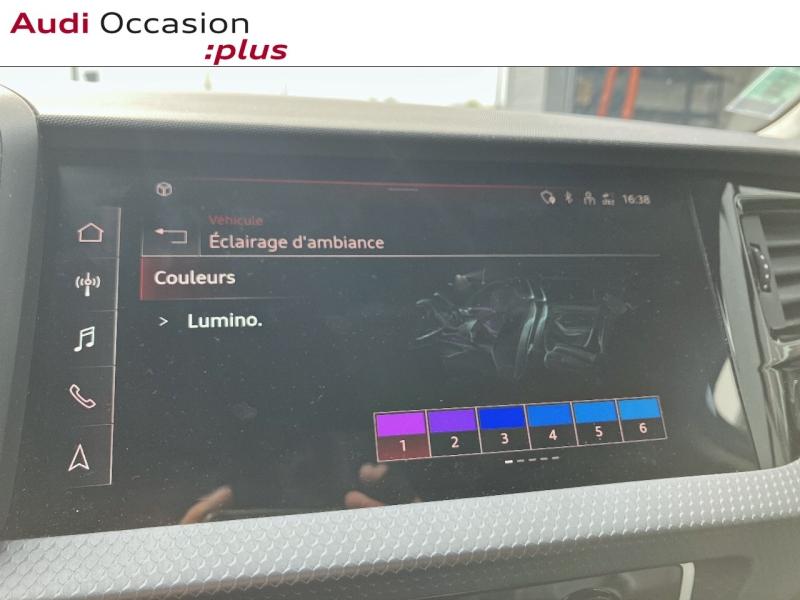 Audi Occasion
:plus
16:38
Véhicule
Éclairage d'ambiance
Couleurs
> Lumino.
1 2 3 4 5 6